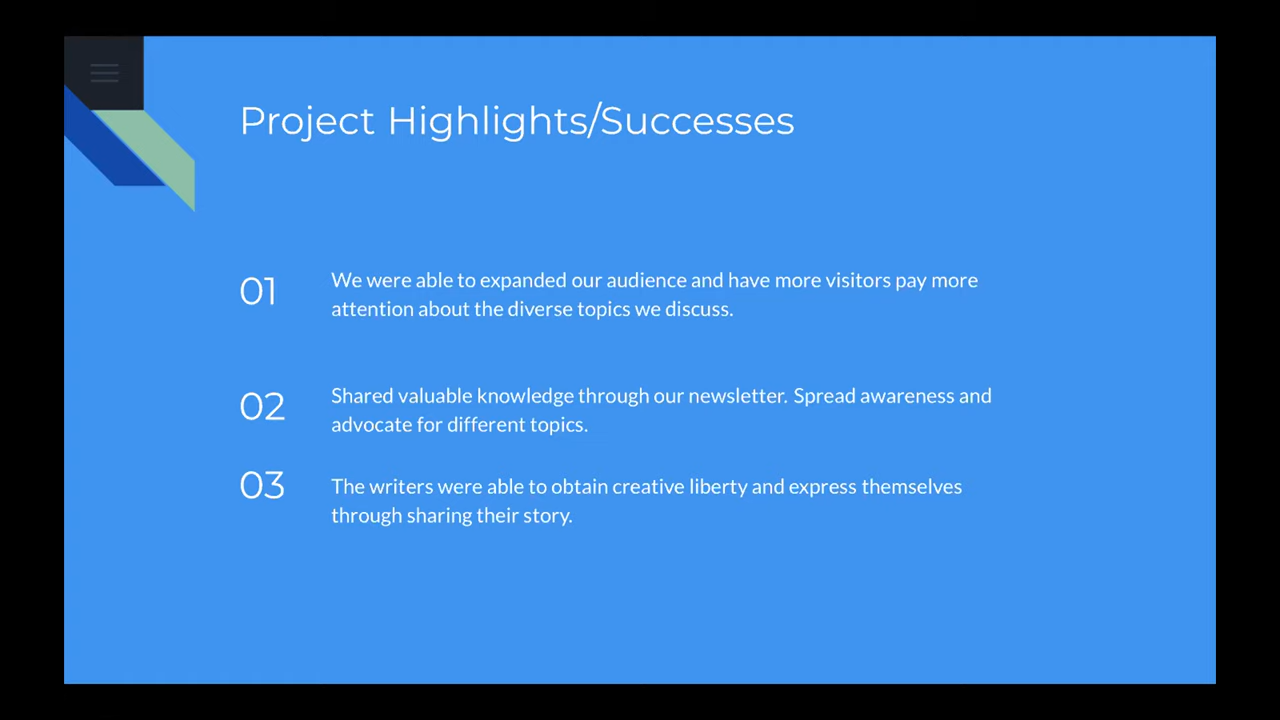 Project Highlights/Successes
01
We were able to expanded our audience and have more visitors pay more
attention about the diverse topics we discuss.
02
Shared valuable knowledge through our newsletter. Spread awareness and
advocate for different topics.
03
The writers were able to obtain creative liberty and express themselves
through sharing their story.